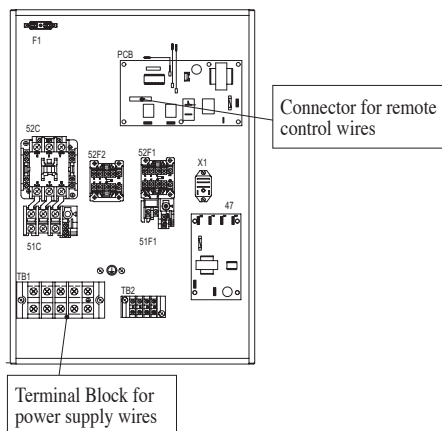 F1
PCB
Connector for remote
control wires
52C
52F2
52F1
X1
47
51C
51F1
TB1
TB2
Terminal Block for
power supply wires